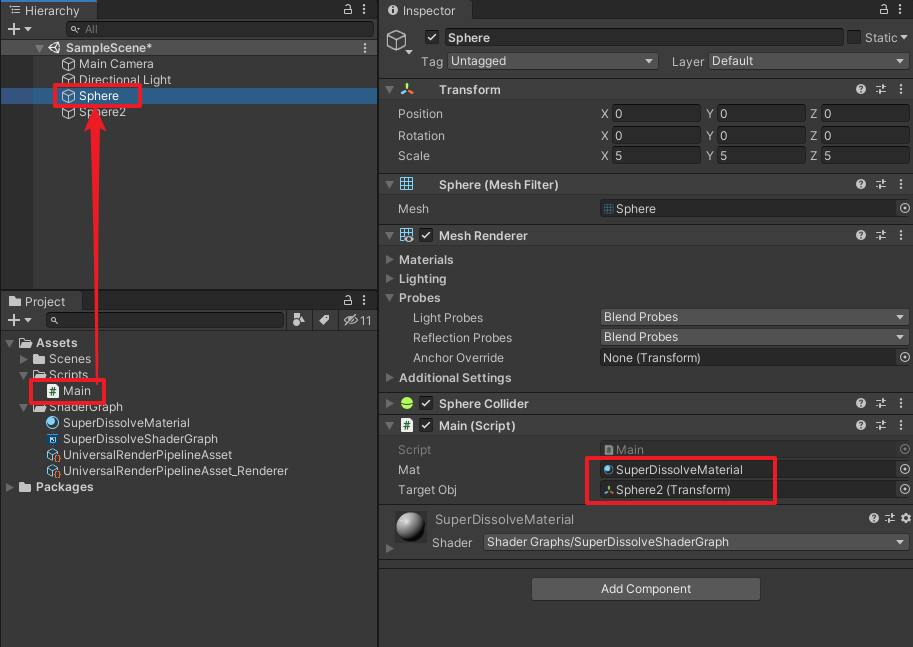 Hierarchy
All
SampleScene*
Main Camera
Directional Light
Sphere
Sphere2
Project
11
Assets
Scenes
Scripts
# Main
ShaderGraph
SuperDissolveMaterial
SuperDissolveShaderGraph
UniversalRenderPipelineAsset
UniversalRenderPipelineAsset_Renderer
Packages
Inspector
Sphere
Static
Tag Untagged Layer Default
Transform
Position X 0 Y 0 Z 0
Rotation X 0 Y 0 Z 0
Scale X 5 Y 5 Z 5
Sphere (Mesh Filter)
Mesh Sphere
Mesh Renderer
Materials
Lighting
Probes
Light Probes Blend Probes
Reflection Probes Blend Probes
Anchor Override None (Transform)
Additional Settings
Sphere Collider
# Main (Script)
Script Main
Mat SuperDissolveMaterial
Target Obj Sphere2 (Transform)
SuperDissolveMaterial
Shader Shader Graphs/SuperDissolveShaderGraph
Add Component